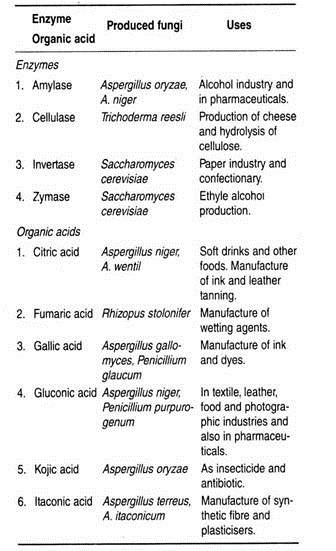 Enzyme Produced fungi Uses
Organic acid
Enzymes
1. Amylase Aspergillus oryzae, Alcohol industry and
A. niger in pharmaceuticals.
2. Cellulase Trichoderma reesli Production of cheese
and hydrolysis of
cellulose.
3. Invertase Saccharomyces Paper industry and
cerevisiae confectionary.
4. Zymase Saccharomyces Ethyle alcohol
cerevisiae production.
Organic acids
1. Citric acid Aspergillus niger, Soft drinks and other
A. wentil foods. Manufacture
of ink and leather
tanning.
2. Fumaric acid Rhizopus stolonifer Manufacture of
wetting agents.
3. Gallic acid Aspergillus gallo- Manufacture of ink
myces, Penicillium and dyes.
glaucum
4. Gluconic acid Aspergillus niger, In textile, leather,
Penicillium purpuro- food and photogra-
genum phic industries and
also in pharmaceu-
ticals.
5. Kojic acid Aspergillus oryzae As insecticide and
antibiotic.
6. Itaconic acid Aspergillus terreus, Manufacture of syn-
A. itaconicum thetic fibre and
plasticisers.